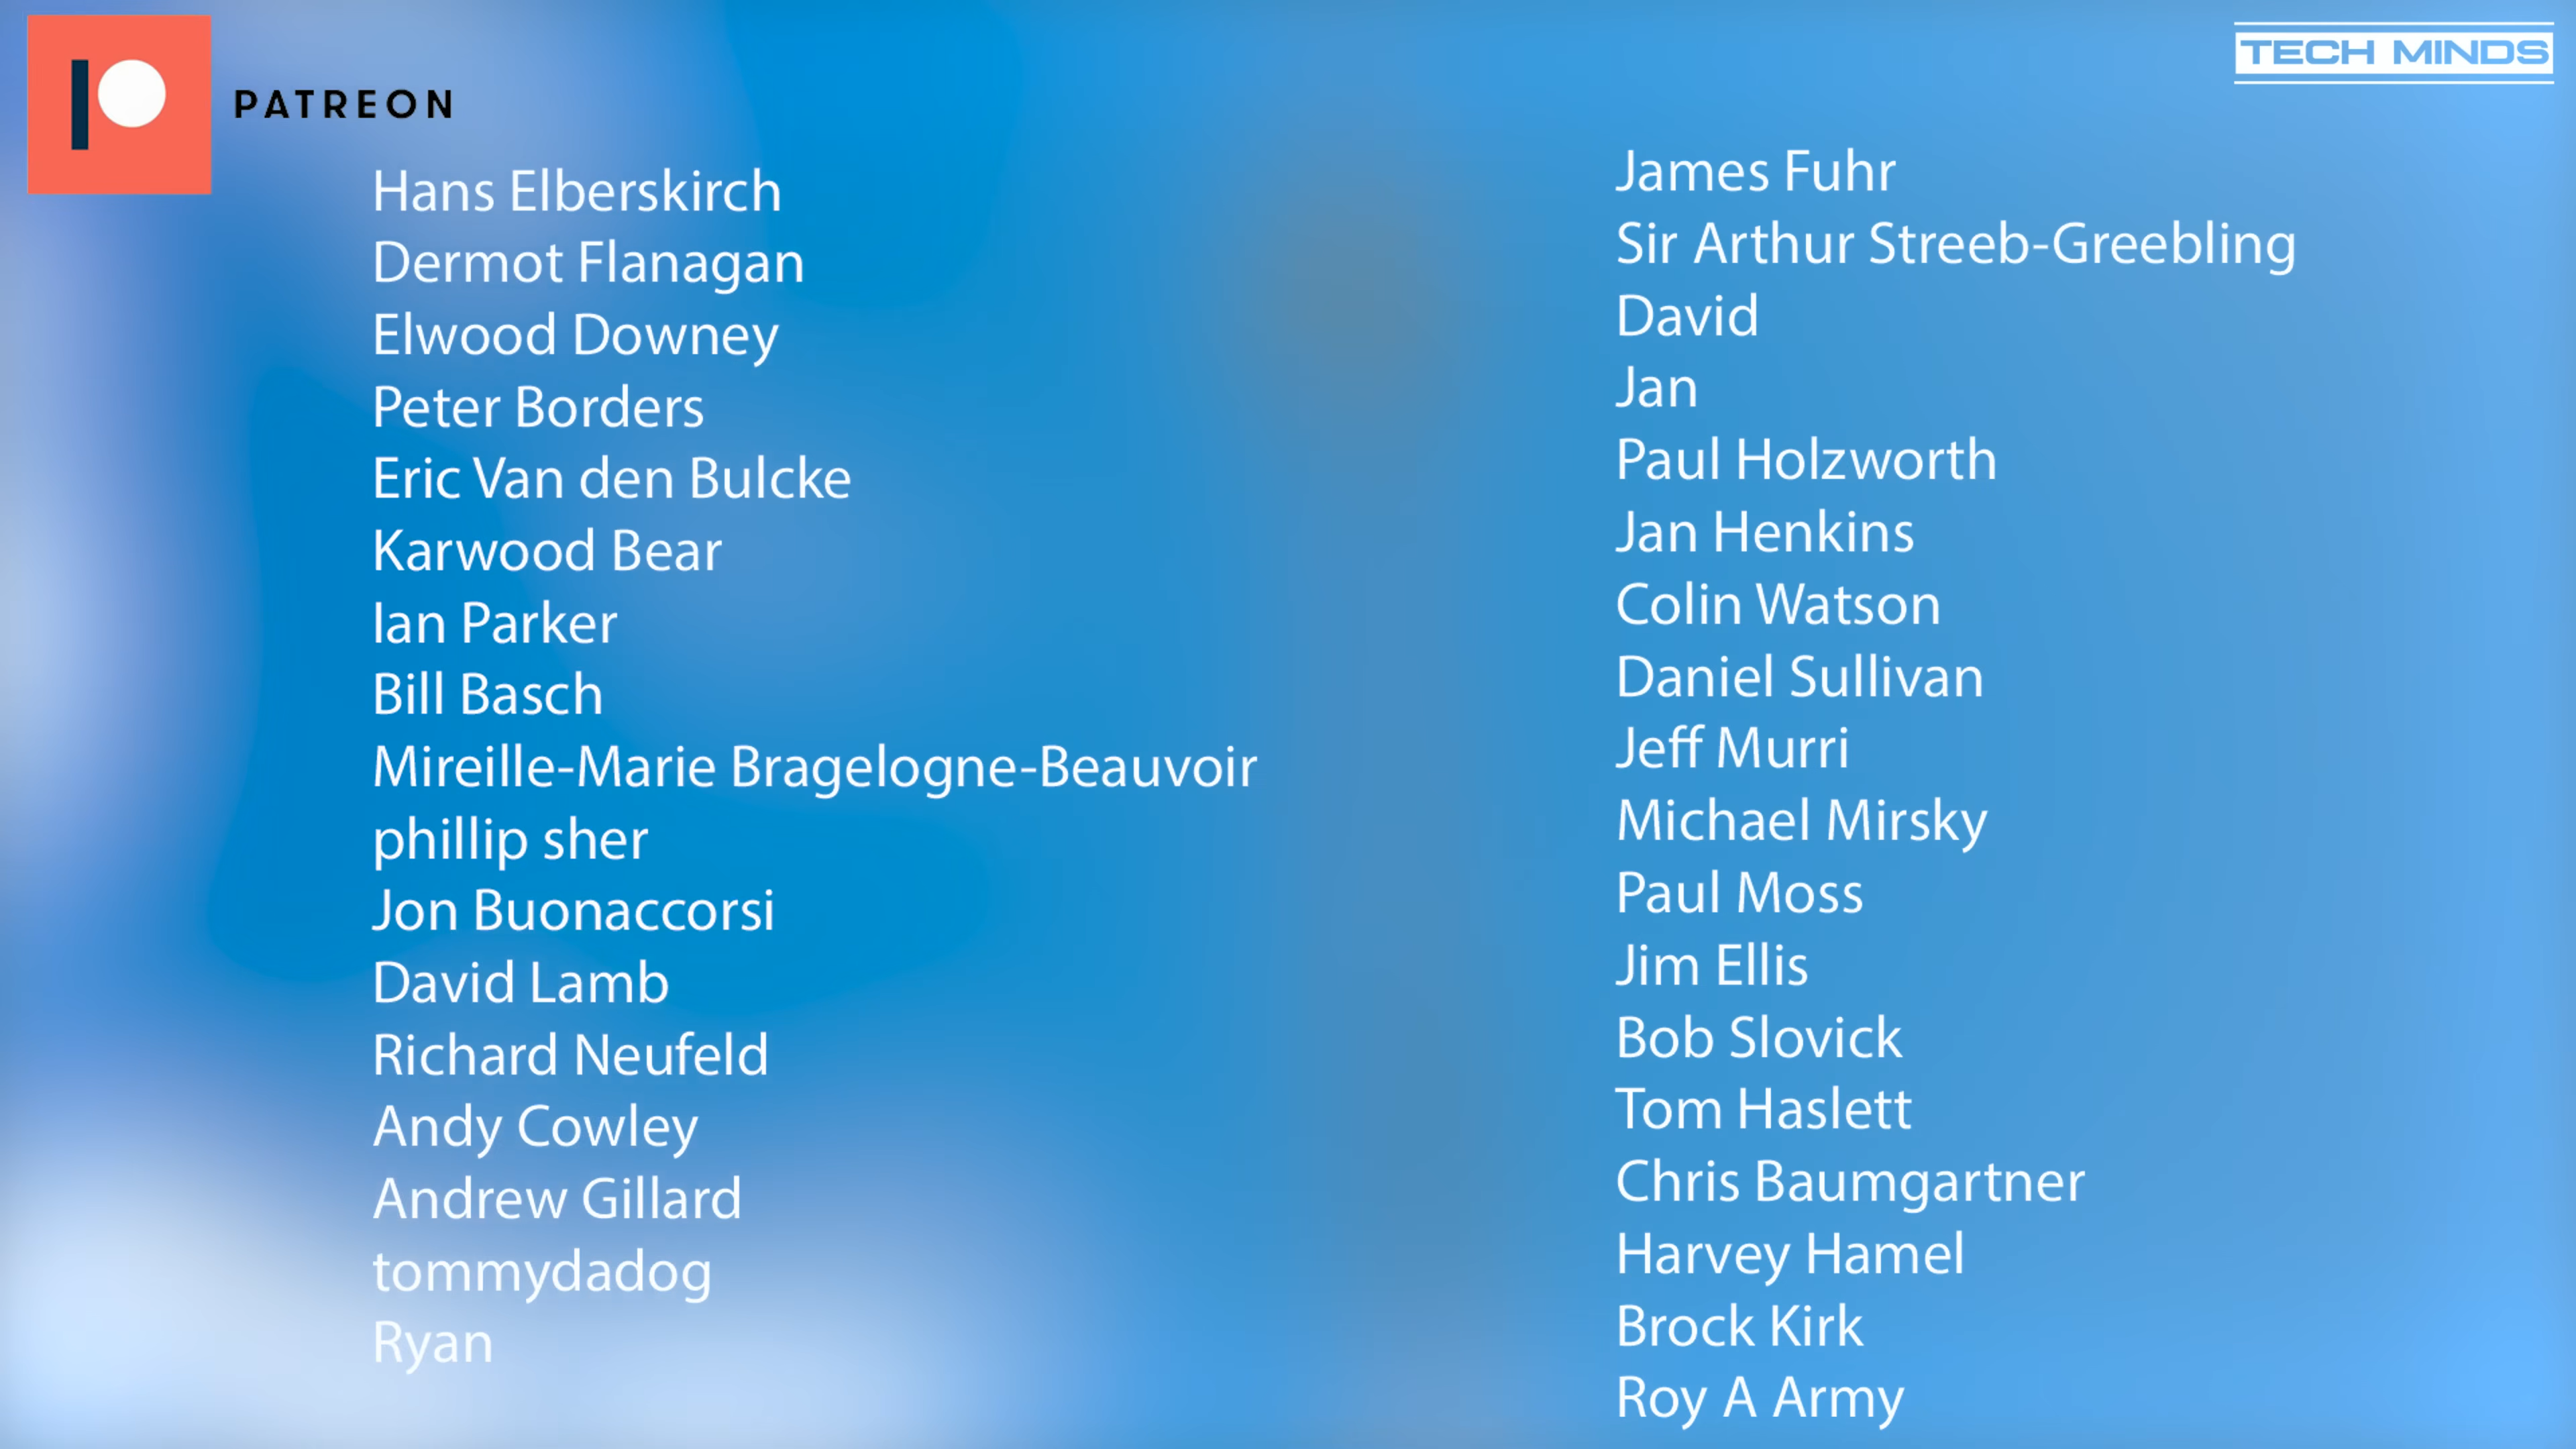 PATREON
TECH MINDS
Hans Elberskirch
Dermot Flanagan
Elwood Downey
Peter Borders
Eric Van den Bulcke
Karwood Bear
Ian Parker
Bill Basch
Mireille-Marie Bragelogne-Beauvoir
phillip sher
Jon Buonaccorsi
David Lamb
Richard Neufeld
Andy Cowley
Andrew Gillard
tommydadog
Ryan
James Fuhr
Sir Arthur Streeb-Greebling
David
Jan
Paul Holzworth
Jan Henkins
Colin Watson
Daniel Sullivan
Jeff Murri
Michael Mirsky
Paul Moss
Jim Ellis
Bob Slovick
Tom Haslett
Chris Baumgartner
Harvey Hamel
Brock Kirk
Roy A Army